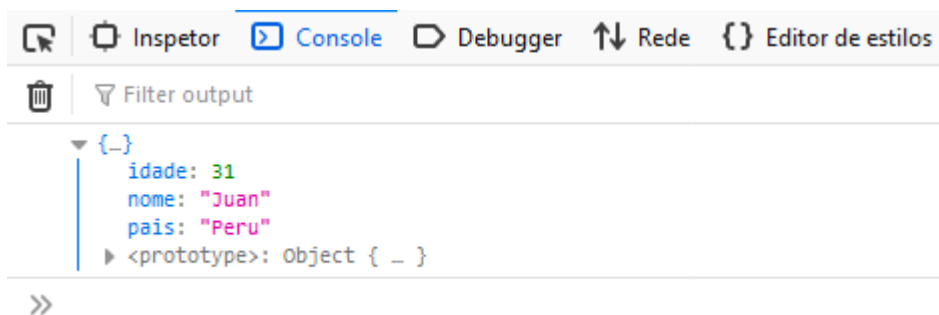 Inspetor Console Debugger Rede {} Editor de estilos
Filter output
{…}
idade: 31
nome: "Juan"
pais: "Peru"
<prototype>: Object { … }